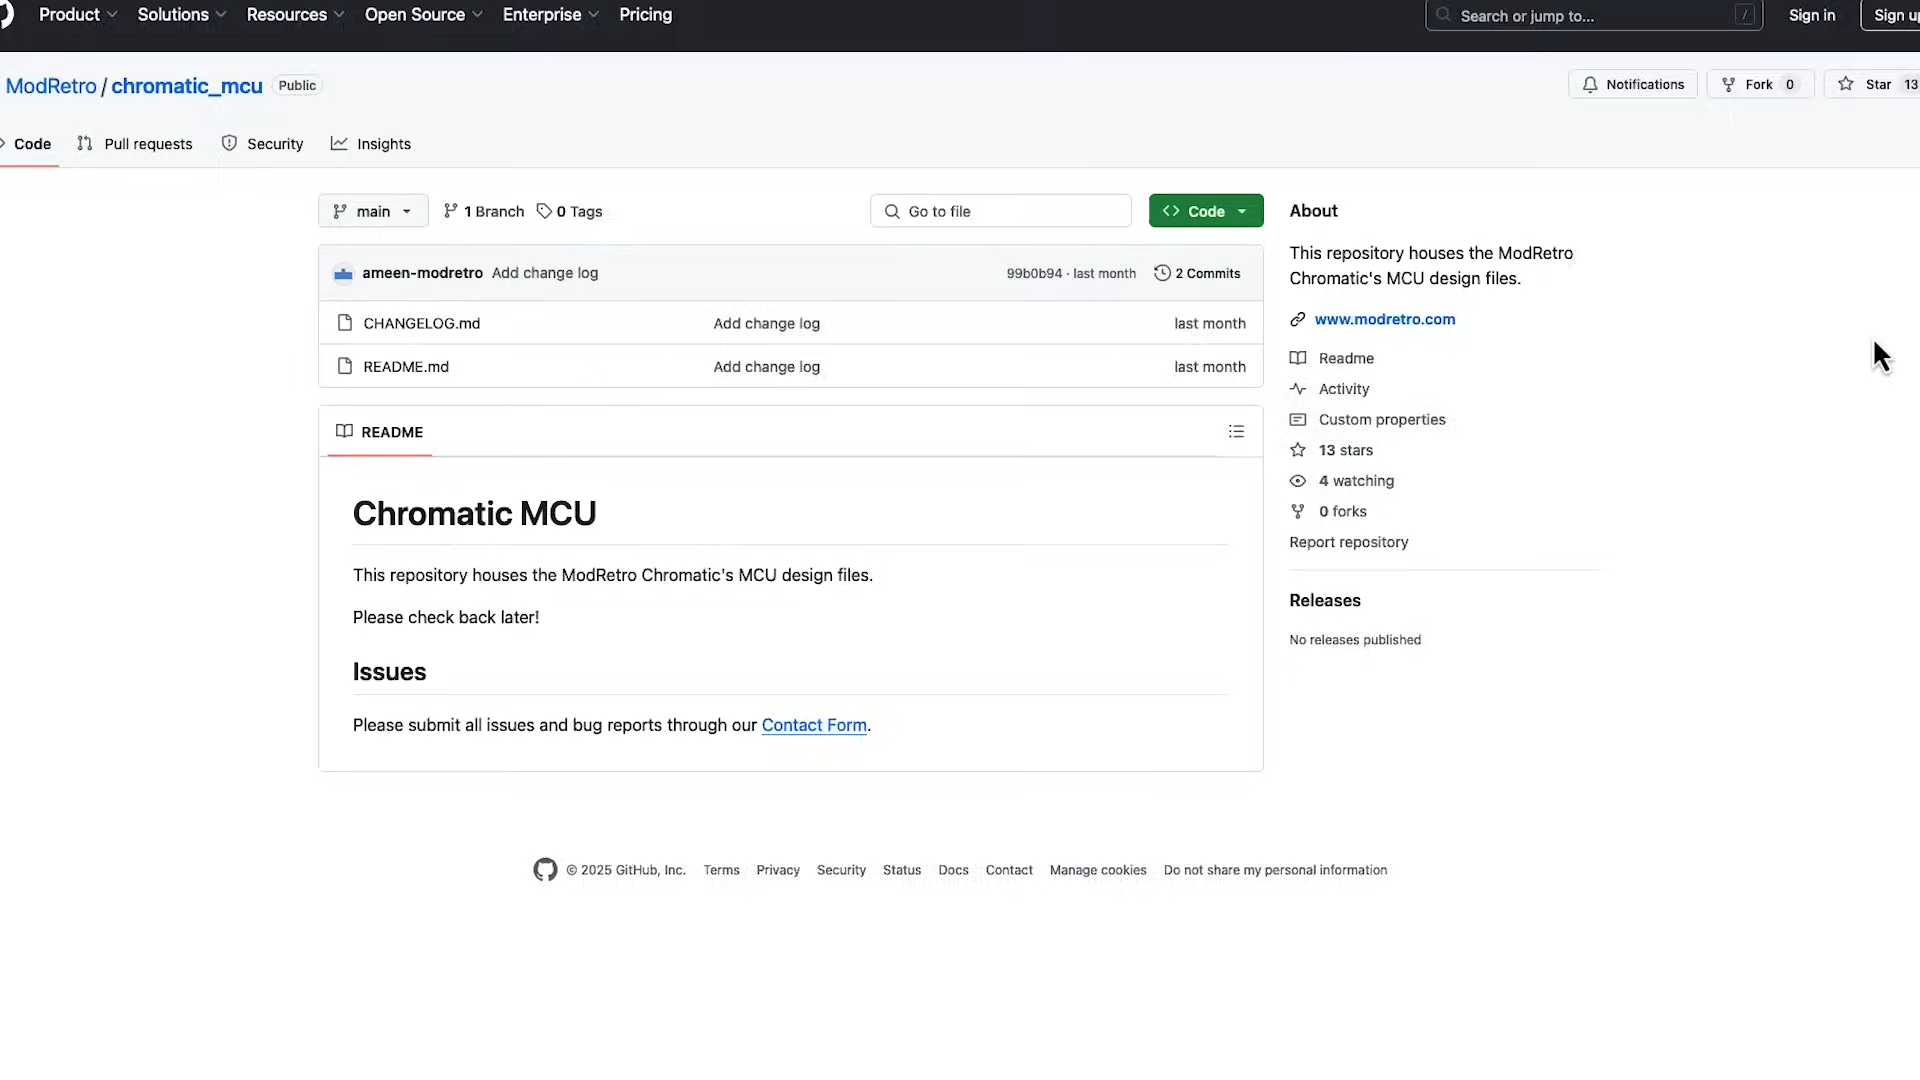 Product Solutions Resources Open Source Enterprise Pricing Search or jump to... / Sign in Sign up
ModRetro / chromatic_mcu Public Notifications Fork 0 Star 13
Code Pull requests Security Insights
main 1 Branch 0 Tags Go to file Code
ameen-modretro Add change log 99b0b94 · last month 2 Commits
CHANGELOG.md Add change log last month
README.md Add change log last month
README
Chromatic MCU
This repository houses the ModRetro Chromatic's MCU design files.
Please check back later!
Issues
Please submit all issues and bug reports through our Contact Form.
About
This repository houses the ModRetro
Chromatic's MCU design files.
www.modretro.com
Readme
Activity
Custom properties
13 stars
4 watching
0 forks
Report repository
Releases
No releases published
© 2025 GitHub, Inc. Terms Privacy Security Status Docs Contact Manage cookies Do not share my personal information